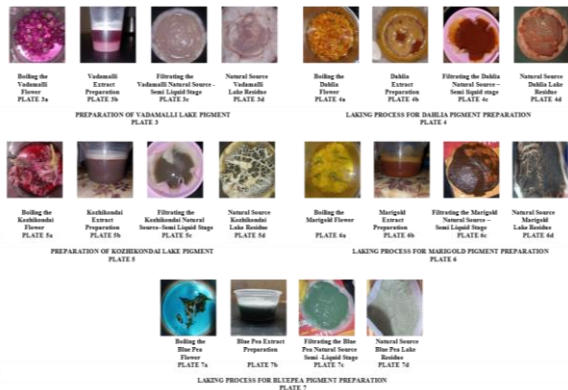 Boiling the Vadamalli Flower PLATE 3a
Vadamalli Extract Preparation PLATE 3b
Filtrating the Vadamalli Natural Source - Semi Liquid Stage PLATE 3c
Natural Source Vadamalli Lake Residue PLATE 3d
PREPARATION OF VADAMALLI LAKE PIGMENT
PLATE 3
Boiling the Dahlia Flower PLATE 4a
Dahlia Extract Preparation PLATE 4b
Filtrating the Dahlia Natural Source – Semi liquid stage PLATE 4c
Natural Source Dahlia Lake Residue PLATE 4d
LAKING PROCESS FOR DAHLIA PIGMENT PREPARATION
PLATE 4
Boiling the Kozhikondai Flower PLATE 5a
Kozhikondai Extract Preparation PLATE 5b
Filtrating the Kozhikondai Natural Source–Semi Liquid Stage PLATE 5c
Natural Source Kozhikondai Lake Residue PLATE 5d
PREPARATION OF KOZHIKONDAI LAKE PIGMENT
PLATE 5
Boiling the Marigold Flower PLATE 6a
Marigold Extract Preparation PLATE 6b
Filtrating the Marigold Natural Source – Semi Liquid Stage PLATE 6c
Natural Source Marigold Lake Residue PLATE 6d
LAKING PROCESS FOR MARIGOLD PIGMENT PREPARATION
PLATE 6
Boiling the Blue Pea Flower PLATE 7a
Blue Pea Extract Preparation PLATE 7b
Filtrating the Blue Pea Natural Source Semi -Liquid Stage PLATE 7c
Natural Source Blue Pea Lake Residue PLATE 7d
LAKING PROCESS FOR BLUEPEA PIGMENT PREPARATION
PLATE 7